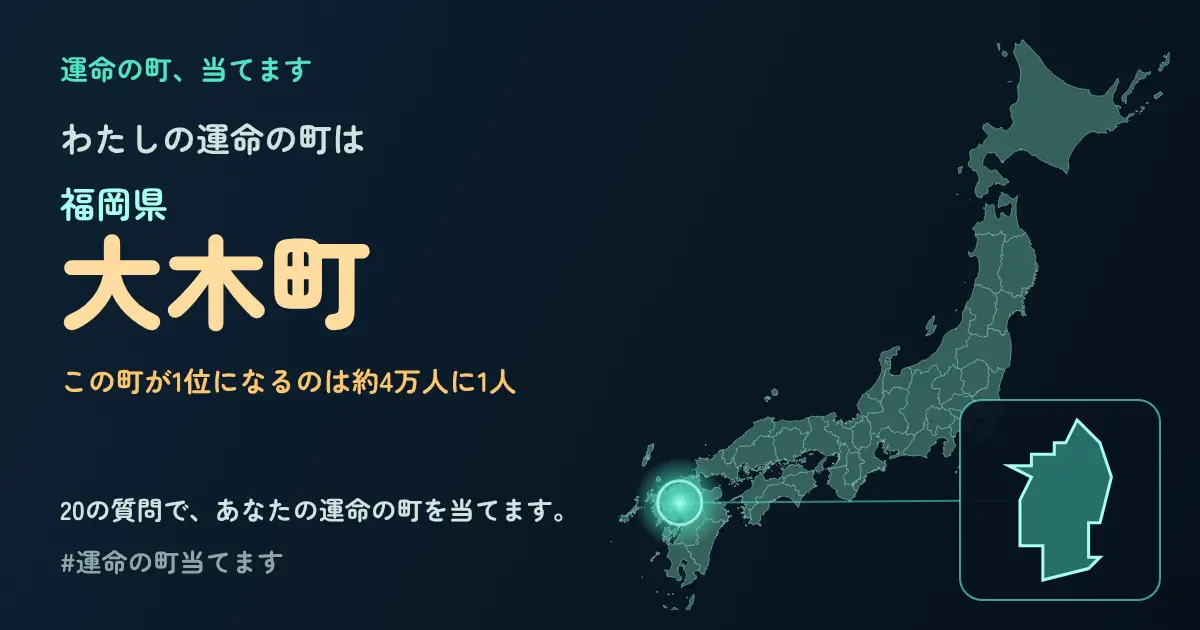 運命の町、当てます
わたしの運命の町は
福岡県
大木町
この町が1位になるのは約4万人に1人
20の質問で、あなたの運命の町を当てます。
#運命の町当てます